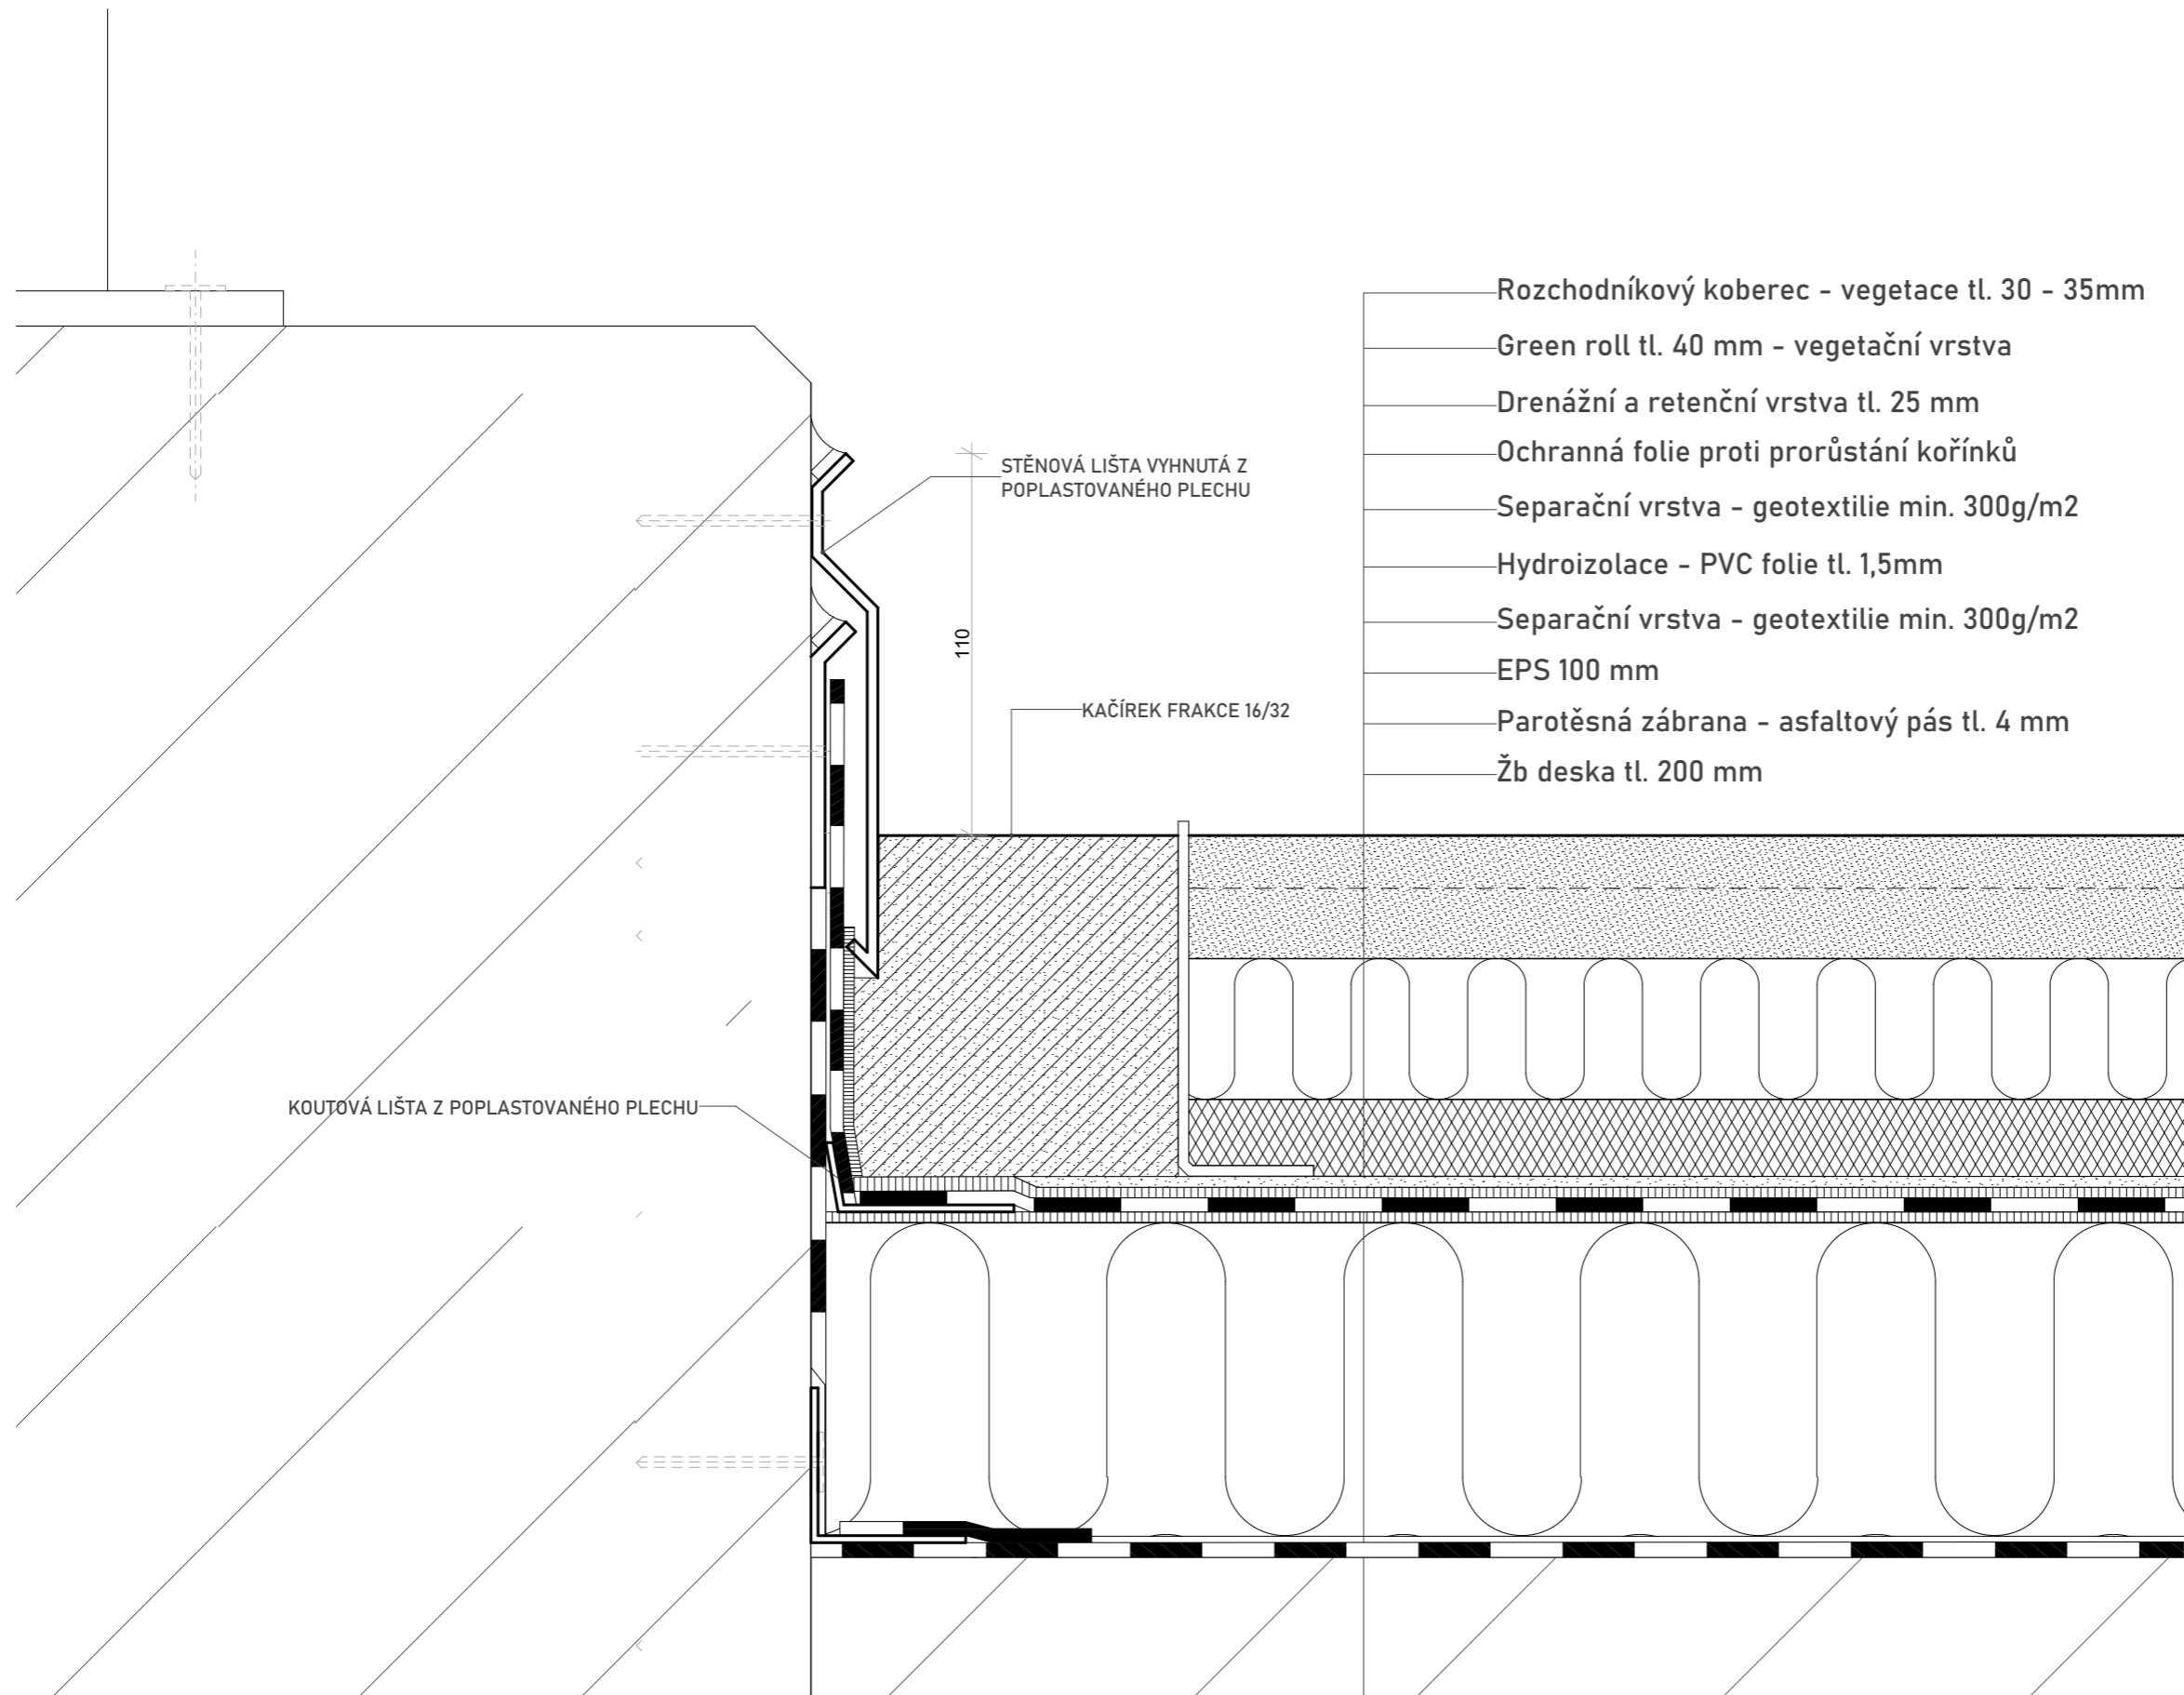 Rozchodníkový koberec - vegetace tl. 30 - 35mm
Green roll tl. 40 mm - vegetační vrstva
Drenážní a retenční vrstva tl. 25 mm
Ochranná folie proti prorůstání kořínků
Separační vrstva - geotextilie min. 300g/m2
Hydroizolace - PVC folie tl. 1,5mm
Separační vrstva - geotextilie min. 300g/m2
EPS 100 mm
Parotěsná zábrana - asfaltový pás tl. 4 mm
Žb deska tl. 200 mm
STĚNOVÁ LIŠTA VYHNUTÁ Z
POPLASTOVANÉHO PLECHU
110
KAČÍREK FRAKCE 16/32
KOUTOVÁ LIŠTA Z POPLASTOVANÉHO PLECHU